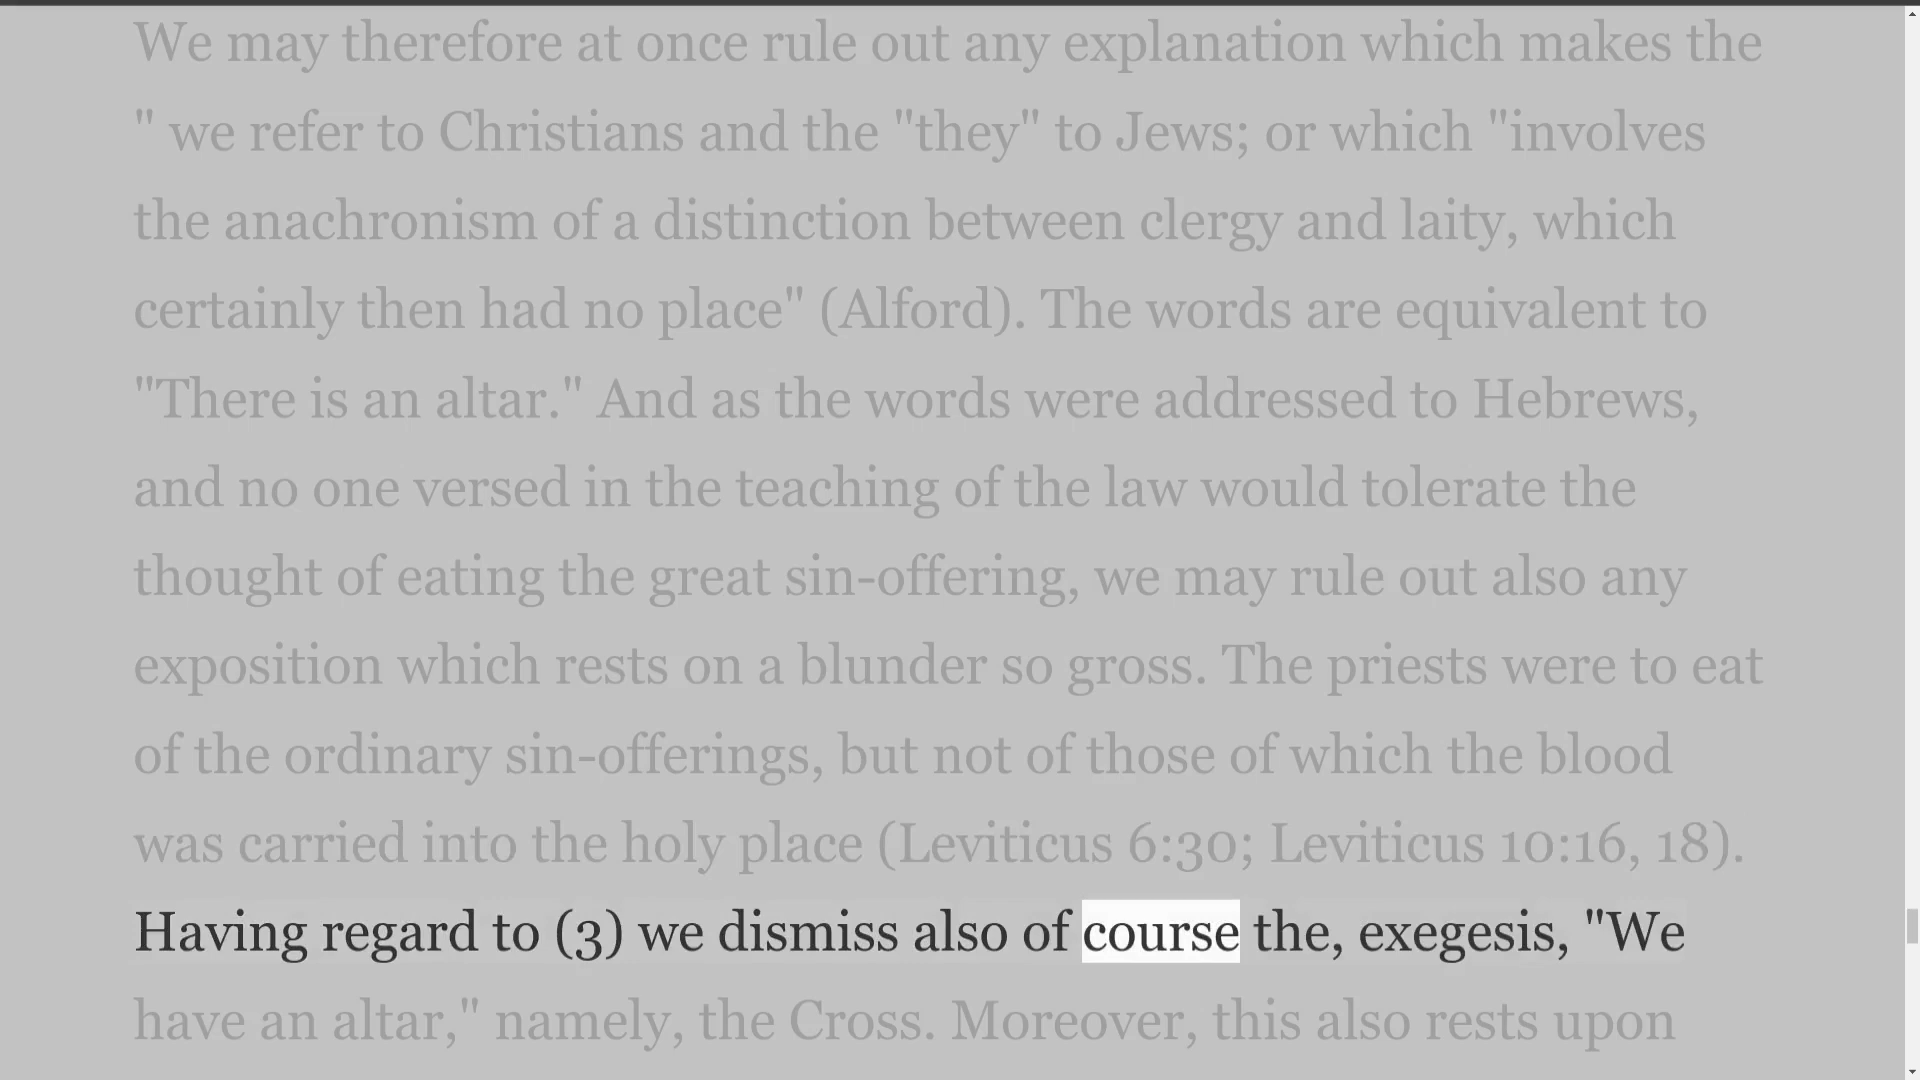 We may therefore at once rule out any explanation which makes the
" we refer to Christians and the "they" to Jews; or which "involves
the anachronism of a distinction between clergy and laity, which
certainly then had no place" (Alford). The words are equivalent to
"There is an altar." And as the words were addressed to Hebrews,
and no one versed in the teaching of the law would tolerate the
thought of eating the great sin-offering, we may rule out also any
exposition which rests on a blunder so gross. The priests were to eat
of the ordinary sin-offerings, but not of those of which the blood
was carried into the holy place (Leviticus 6:30; Leviticus 10:16, 18).
Having regard to (3) we dismiss also of course the, exegesis, "We
have an altar," namely, the Cross. Moreover, this also rests upon